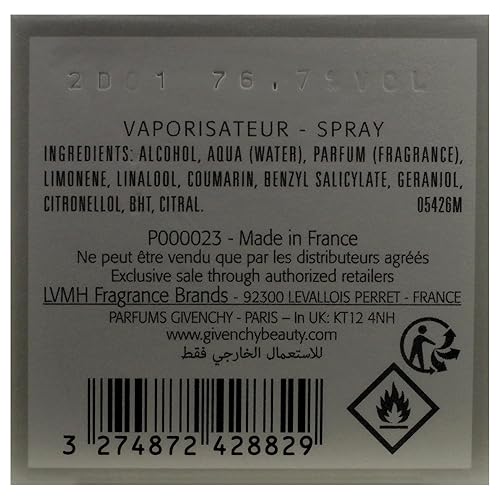 2D01 76,7%VOL
VAPORISATEUR - SPRAY
INGREDIENTS: ALCOHOL, AQUA (WATER), PARFUM (FRAGRANCE),
LIMONENE, LINALOOL, COUMARIN, BENZYL SALICYLATE, GERANIOL,
CITRONELLOL, BHT, CITRAL. 05426M
P000023 - Made in France
Ne peut être vendu que par les distributeurs agréés
Exclusive sale through authorized retailers
LVMH Fragrance Brands - 92300 LEVALLOIS PERRET - FRANCE
PARFUMS GIVENCHY - PARIS – In UK: KT12 4NH
www.givenchybeauty.com
للاستعمال الخارجي فقط
3 274872 428829